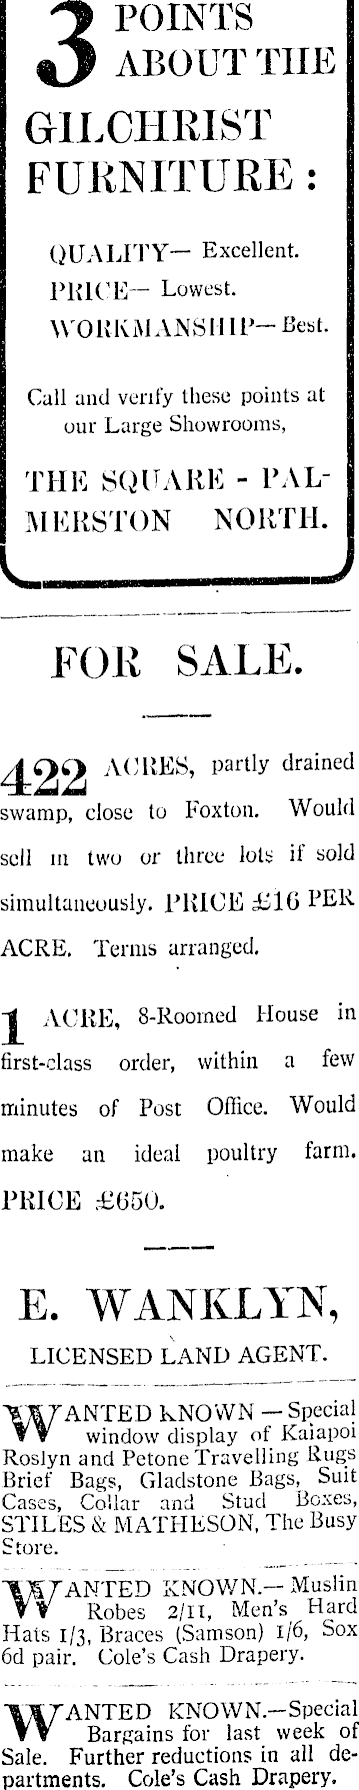 3 POINTS
ABOUT THE
GILCHRIST
FURNITURE:
QUALITY— Excellent.
PRICE— Lowest.
WORKMANSHIP— Best.
Call and verify these points at
our Large Showrooms,
THE SQUARE - PAL-
MERSTON NORTH.
FOR SALE.
422 ACRES, partly drained
swamp, close to Foxton. Would
sell in two or three lots if sold
simultaneously. PRICE £16 PER
ACRE. Terms arranged.
1 ACRE, 8-Roomed House in
first-class order, within a few
minutes of Post Office. Would
make an ideal poultry farm.
PRICE £650.
E. WANKLYN,
LICENSED LAND AGENT.
WANTED KNOWN — Special
window display of Kaiapoi
Roslyn and Petone Travelling Rugs
Brief Bags, Gladstone Bags, Suit
Cases, Collar and Stud Boxes,
STILES & MATHESON, The Busy
Store.
WANTED KNOWN.— Muslin
Robes 2/11, Men's Hard
Hats 1/3, Braces (Samson) 1/6, Sox
6d pair. Cole's Cash Drapery.
WANTED KNOWN.—Special
Bargains for last week of
Sale. Further reductions in all de-
partments. Cole's Cash Drapery.